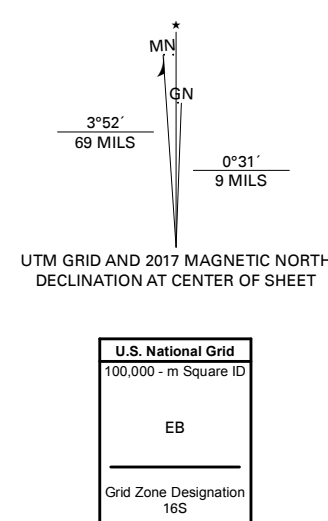 MN
GN
3°52´
69 MILS
0°31´
9 MILS
UTM GRID AND 2017 MAGNETIC NORTH
DECLINATION AT CENTER OF SHEET
U.S. National Grid
100,000 - m Square ID
EB
Grid Zone Designation
16S